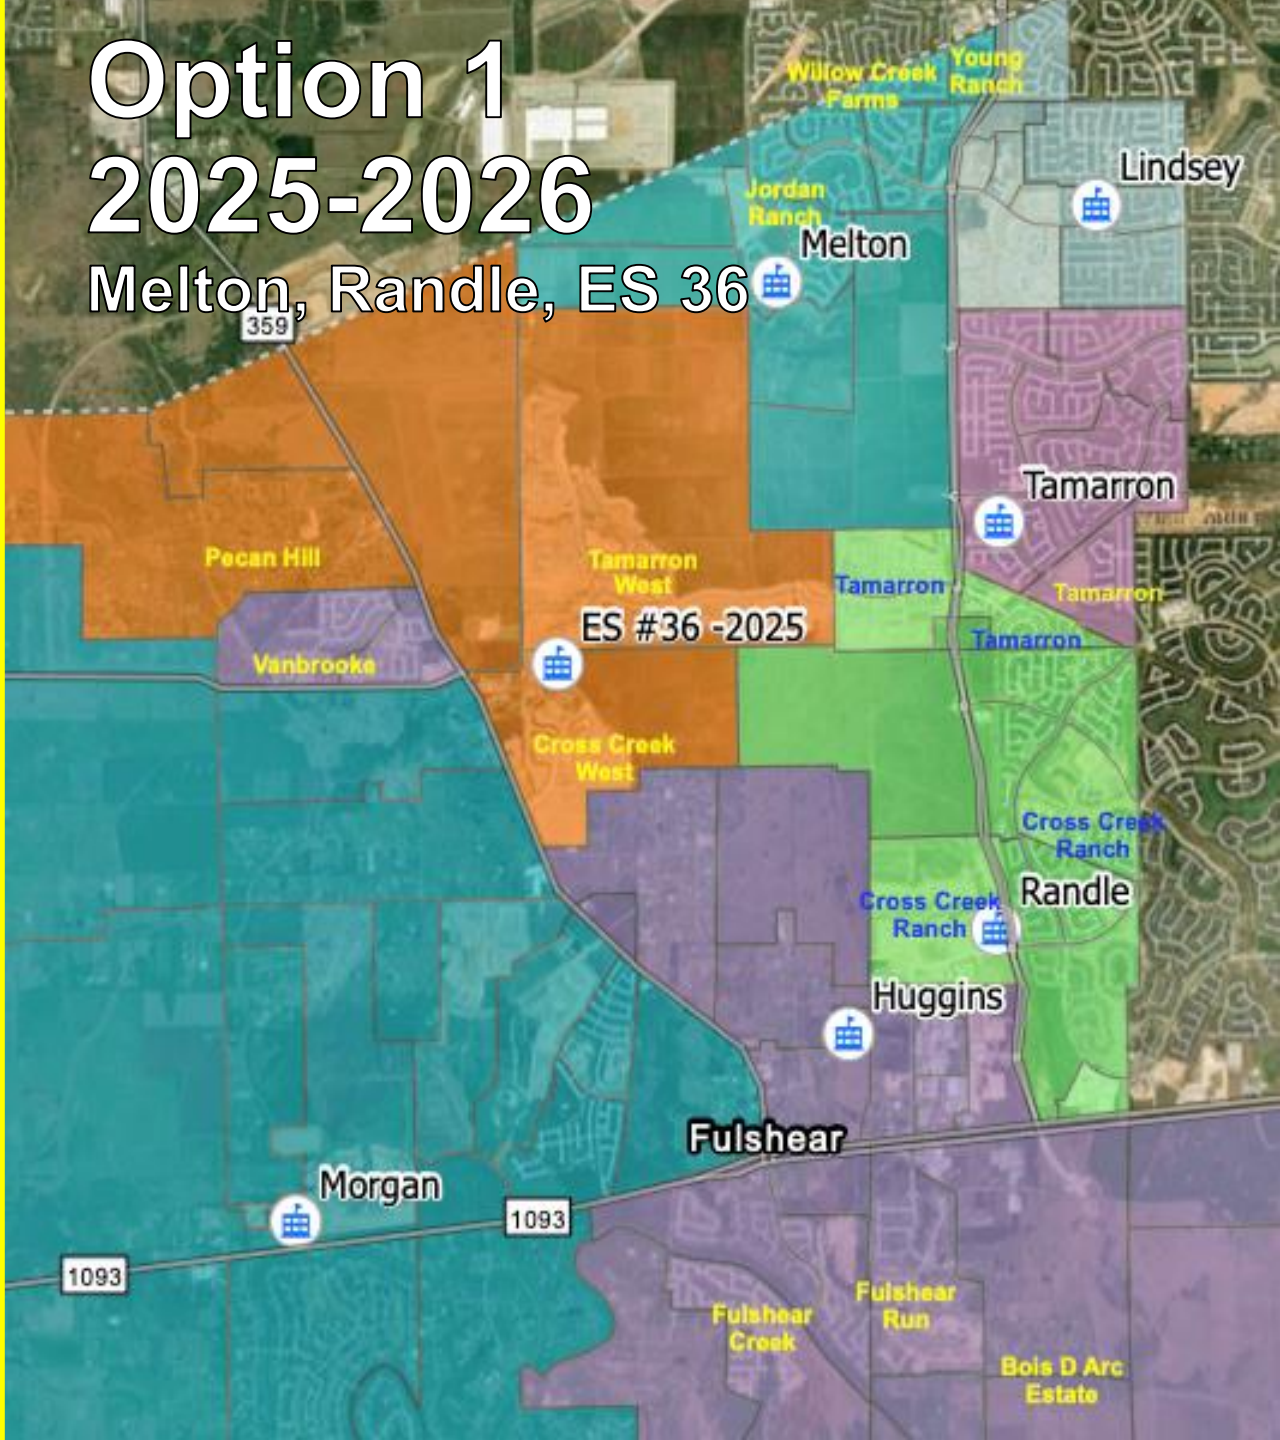 Option 1
2025-2026
Melton, Randle, ES 36
Willow Creek
Farms
Young
Ranch
Lindsey
Jordan
Ranch
Melton
359
Tamarron
Pecan Hill
Tamarron
West
Tamarron
Tamarron
ES #36 -2025
Tamarron
Vanbrooke
Cross Creek
West
Cross Creek
Ranch
Randle
Cross Creek
Ranch
Huggins
Fulshear
Morgan
1093
1093
Fulshear
Run
Fulshear
Creek
Bois D Arc
Estate